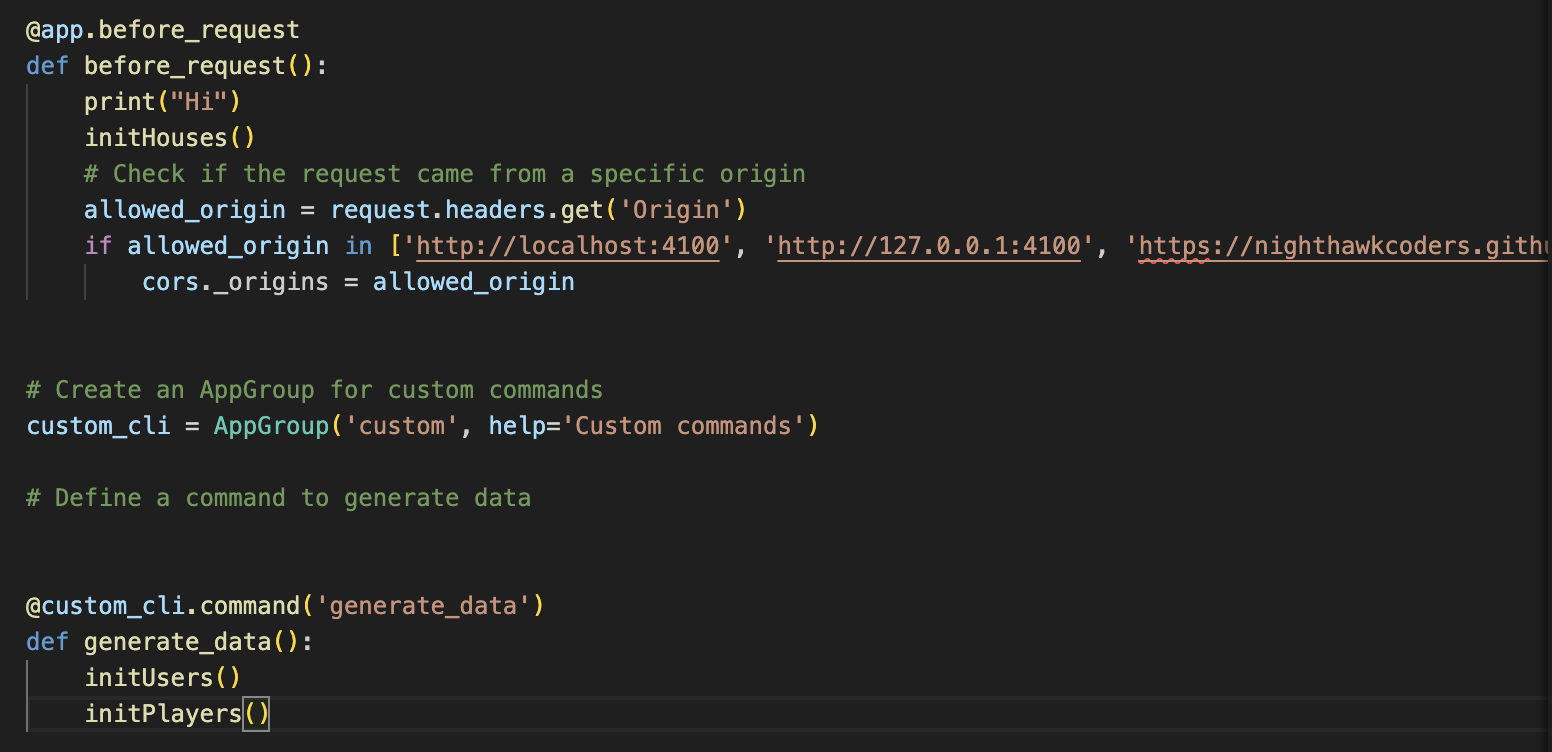 @app.before_request
def before_request():
    print("Hi")
    initHouses()
    # Check if the request came from a specific origin
    allowed_origin = request.headers.get('Origin')
    if allowed_origin in ['http://localhost:4100', 'http://127.0.0.1:4100', 'https://nighthawkcoders.githu
        cors._origins = allowed_origin
# Create an AppGroup for custom commands
custom_cli = AppGroup('custom', help='Custom commands')
# Define a command to generate data
@custom_cli.command('generate_data')
def generate_data():
    initUsers()
    initPlayers()